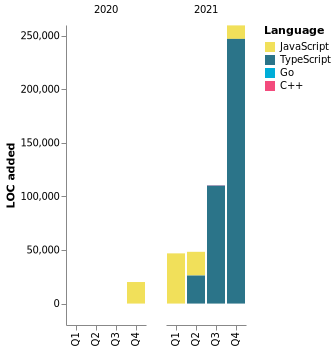 2020
2021
Language
JavaScript
TypeScript
Go
C++
LOC added
250,000
200,000
150,000
100,000
50,000
0
Q1
Q2
Q3
Q4
Q1
Q2
Q3
Q4